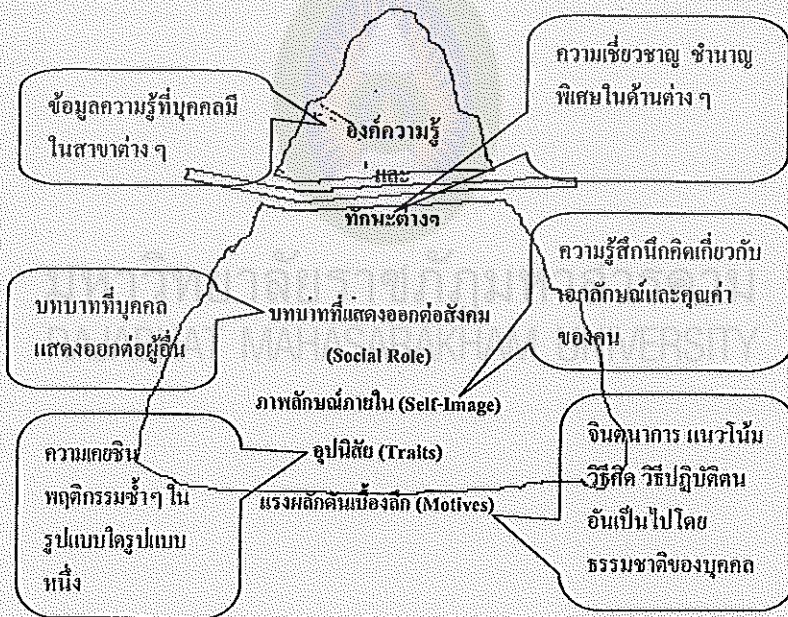 ความเชี่ยวชาญ ชำนาญ
พิเศษในด้านต่าง ๆ
ข้อมูลความรู้ที่บุคคลมี
ในสาขาต่าง ๆ
องค์ความรู้
และ
ทักษะต่างๆ
ความรู้สึกนึกคิดเกี่ยวกับ
เอกลักษณ์และคุณค่า
ของคน
บทบาทที่บุคคล
แสดงออกต่อผู้อื่น
บทบาทที่แสดงออกต่อสังคม
(Social Role)
ภาพลักษณ์ภายใน (Self-Image)
อุปนิสัย (Traits)
แรงผลักดันเบื้องลึก (Motives)
ความเคยชิน
พฤติกรรมซ้ำๆ ใน
รูปแบบใดรูปแบบ
หนึ่ง
จินตนาการ แนวโน้ม
วิธีคิด วิธีปฏิบัติตน
อันเป็นไปโดย
ธรรมชาติของบุคคล